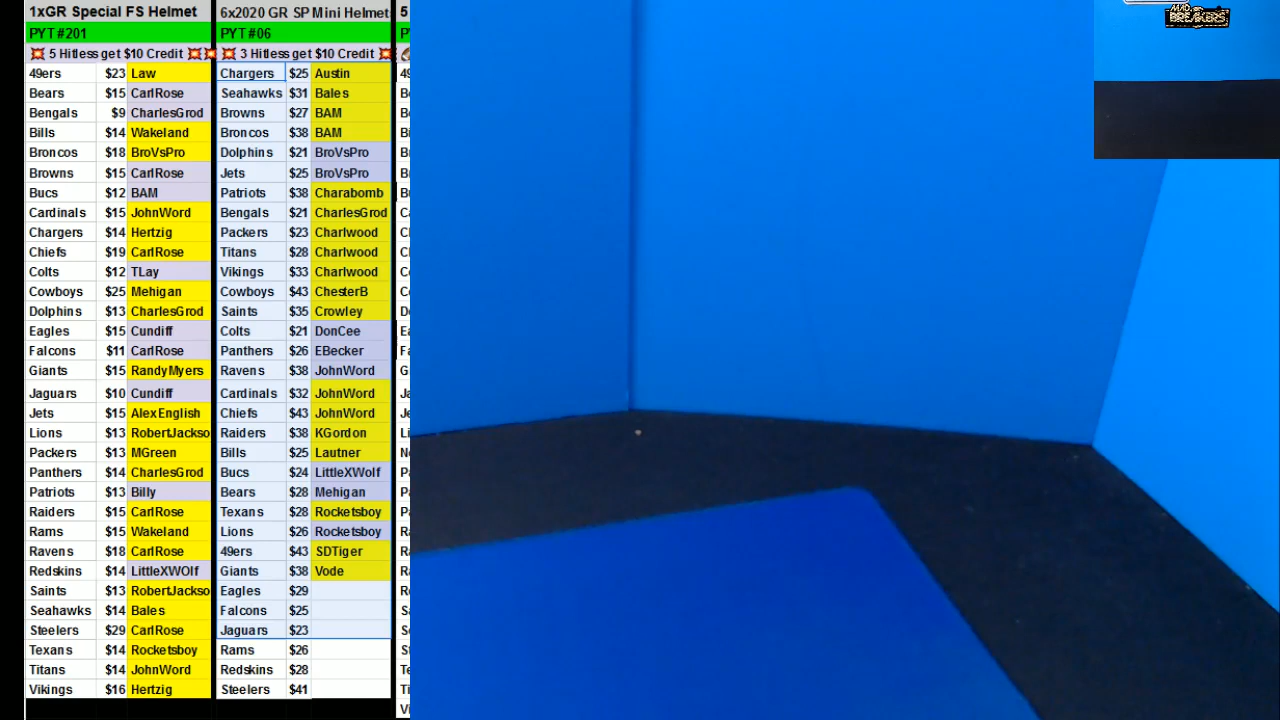 1xGR Special FS Helmet
PYT #201
💥 5 Hitless get $10 Credit 💥💥
49ers $23 Law
Bears $15 CarlRose
Bengals $9 CharlesGrod
Bills $14 Wakeland
Broncos $18 BroVsPro
Browns $15 CarlRose
Bucs $12 BAM
Cardinals $15 JohnWord
Chargers $14 Hertzig
Chiefs $19 CarlRose
Colts $12 TLay
Cowboys $25 Mehigan
Dolphins $13 CharlesGrod
Eagles $15 Cundiff
Falcons $11 CarlRose
Giants $15 RandyMyers
Jaguars $10 Cundiff
Jets $15 AlexEnglish
Lions $13 RobertJackso
Packers $13 MGreen
Panthers $14 CharlesGrod
Patriots $13 Billy
Raiders $15 CarlRose
Rams $15 Wakeland
Ravens $18 CarlRose
Redskins $14 LittleXWOlf
Saints $13 RobertJackso
Seahawks $14 Bales
Steelers $29 CarlRose
Texans $14 Rocketsboy
Titans $14 JohnWord
Vikings $16 Hertzig
6x2020 GR SP Mini Helmet
PYT #06
💥 3 Hitless get $10 Credit 💥
Chargers $25 Austin
Seahawks $31 Bales
Browns $27 BAM
Broncos $38 BAM
Dolphins $21 BroVsPro
Jets $25 BroVsPro
Patriots $38 Charabomb
Bengals $21 CharlesGrod
Packers $23 Charlwood
Titans $28 Charlwood
Vikings $33 Charlwood
Cowboys $43 ChesterB
Saints $35 Crowley
Colts $21 DonCee
Panthers $26 EBecker
Ravens $38 JohnWord
Cardinals $32 JohnWord
Chiefs $43 JohnWord
Raiders $38 KGordon
Bills $25 Lautner
Bucs $24 LittleXWolf
Bears $28 Mehigan
Texans $28 Rocketsboy
Lions $26 Rocketsboy
49ers $43 SDTiger
Giants $38 Vode
Eagles $29
Falcons $25
Jaguars $23
Rams $26
Redskins $28
Steelers $41
MAD
BREAKERS